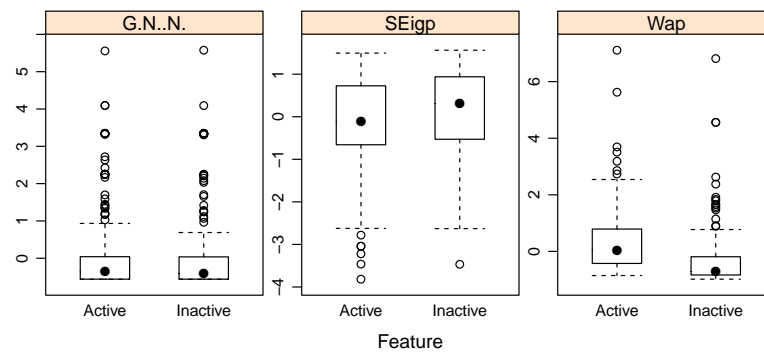 G.N..N.
SEigp
Wap
5
4
3
2
1
0
1
0
−1
−2
−3
−4
6
4
2
0
Active
Inactive
Active
Inactive
Active
Inactive
Feature